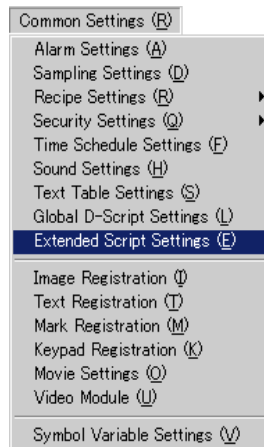 Common Settings (R)
Alarm Settings (A)
Sampling Settings (D)
Recipe Settings (R)
Security Settings (Q)
Time Schedule Settings (F)
Sound Settings (H)
Text Table Settings (S)
Global D-Script Settings (L)
Extended Script Settings (E)
Image Registration (I)
Text Registration (T)
Mark Registration (M)
Keypad Registration (K)
Movie Settings (O)
Video Module (U)
Symbol Variable Settings (V)